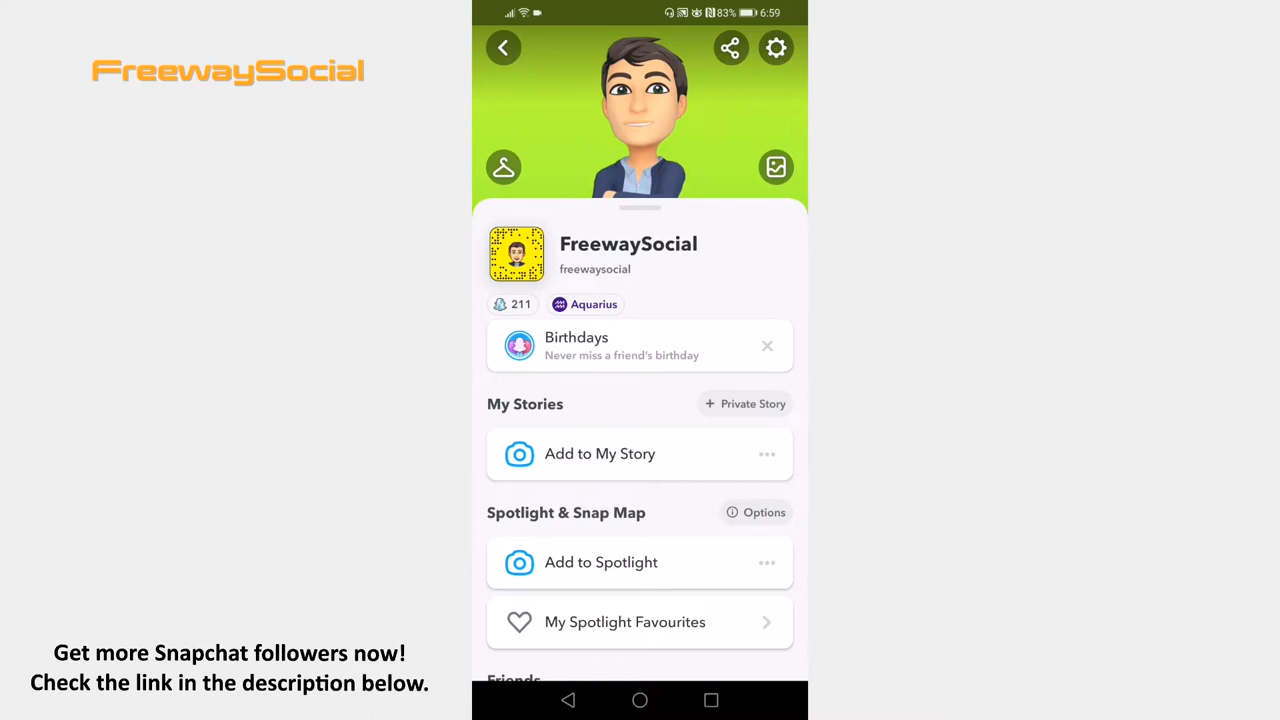 FreewaySocial
83% 6:59
FreewaySocial
freewaysocial
211 Aquarius
Birthdays
Never miss a friend's birthday
My Stories + Private Story
Add to My Story
Spotlight & Snap Map Options
Add to Spotlight
My Spotlight Favourites
Friends
Get more Snapchat followers now!
Check the link in the description below.